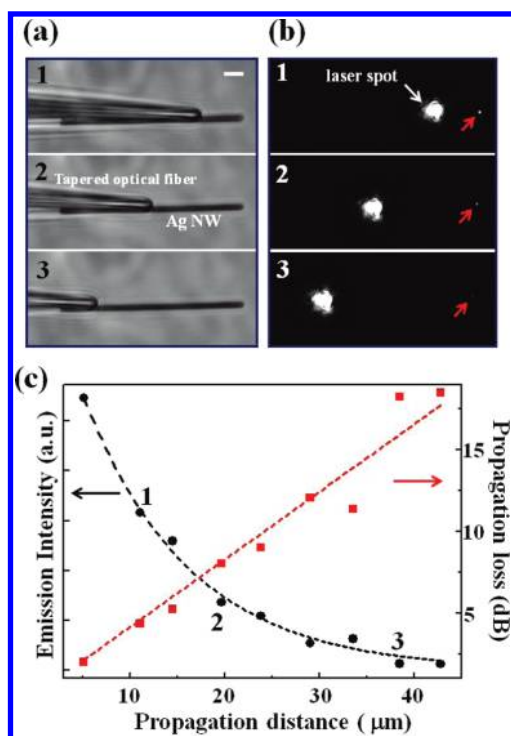 (a)
(b)
1
1
laser spot
2
Tapered optical fiber
Ag NW
2
3
3
(c)
Emission Intensity (a.u.)
1
2
3
15
10
5
Propagation loss (dB)
10
20
30
40
Propagation distance ( μm)